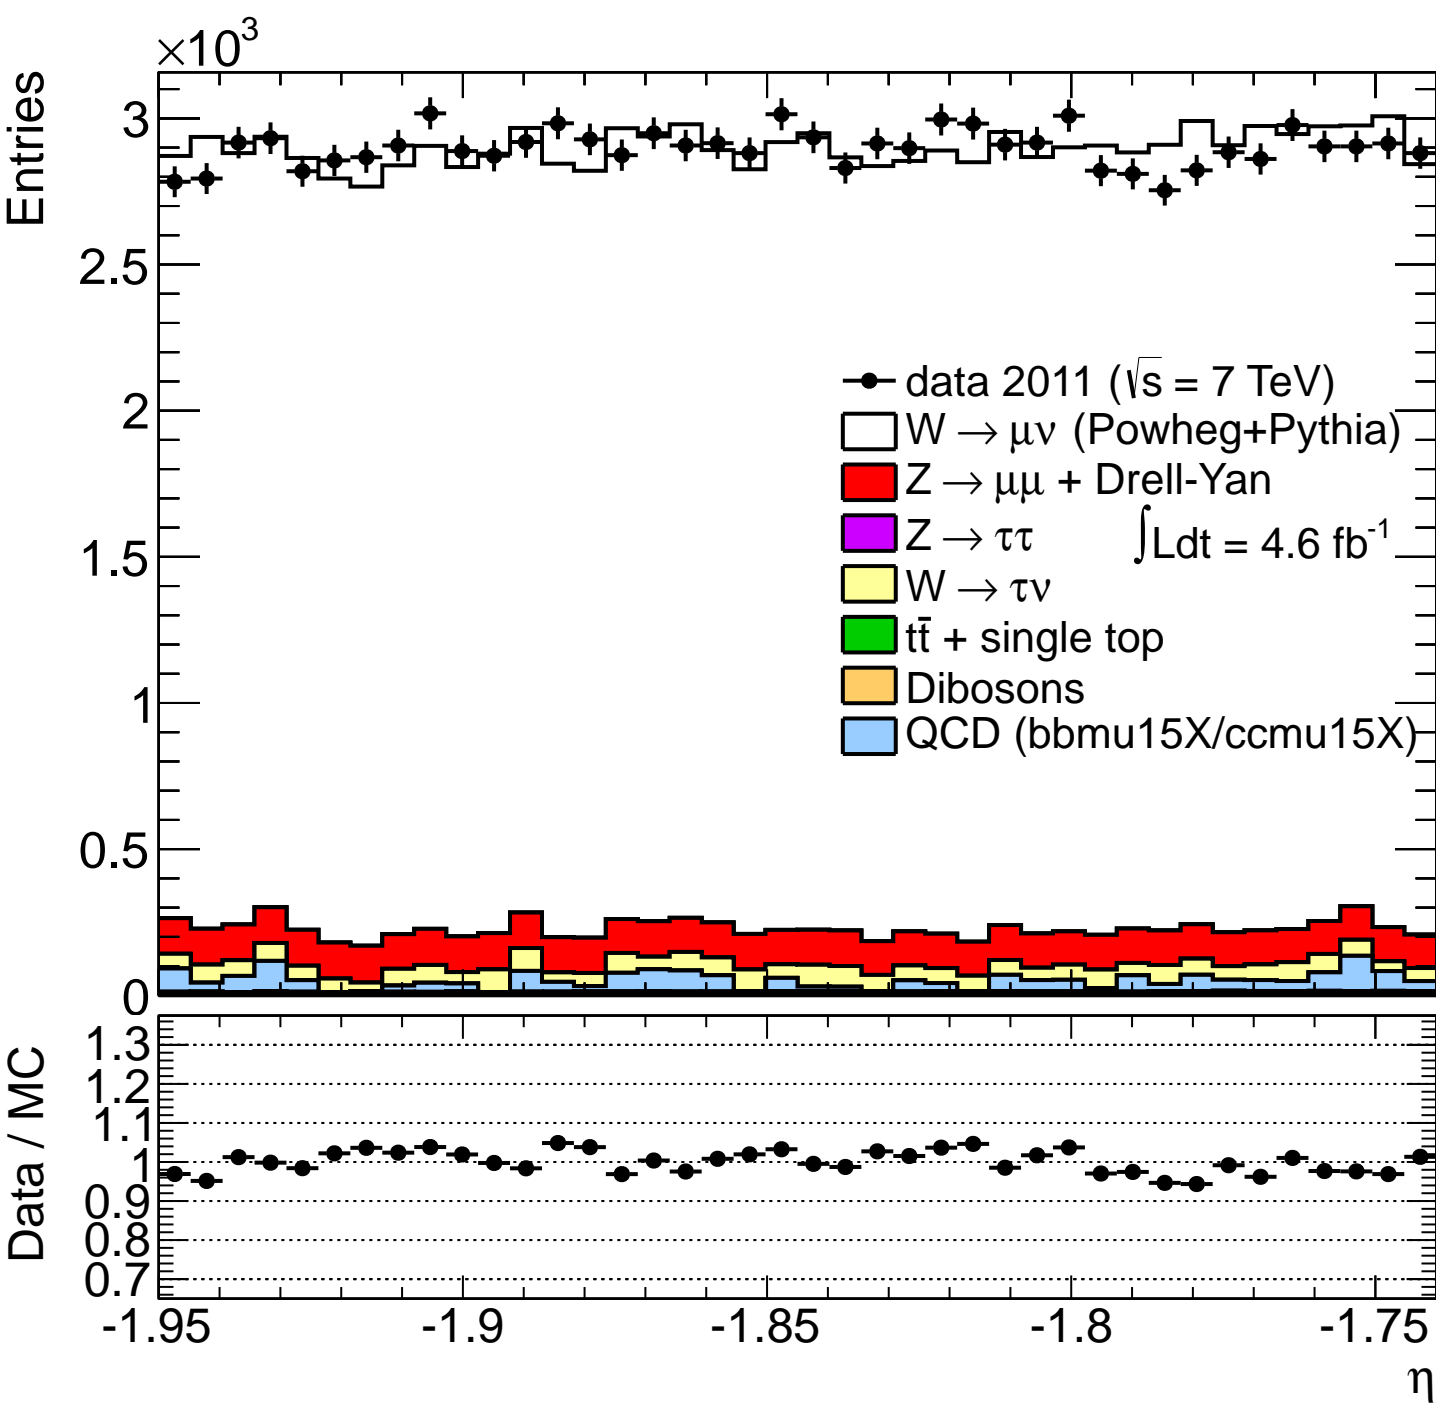 ×10³
Entries
3
2.5
2
1.5
1
0.5
0
data 2011 (√s = 7 TeV)
W → μν (Powheg+Pythia)
Z → μμ + Drell-Yan
Z → ττ
∫Ldt = 4.6 fb⁻¹
W → τν
tt̄ + single top
Dibosons
QCD (bbmu15X/ccmu15X)
Data / MC
1.3
1.2
1.1
1
0.9
0.8
0.7
-1.95 -1.9 -1.85 -1.8 -1.75
η